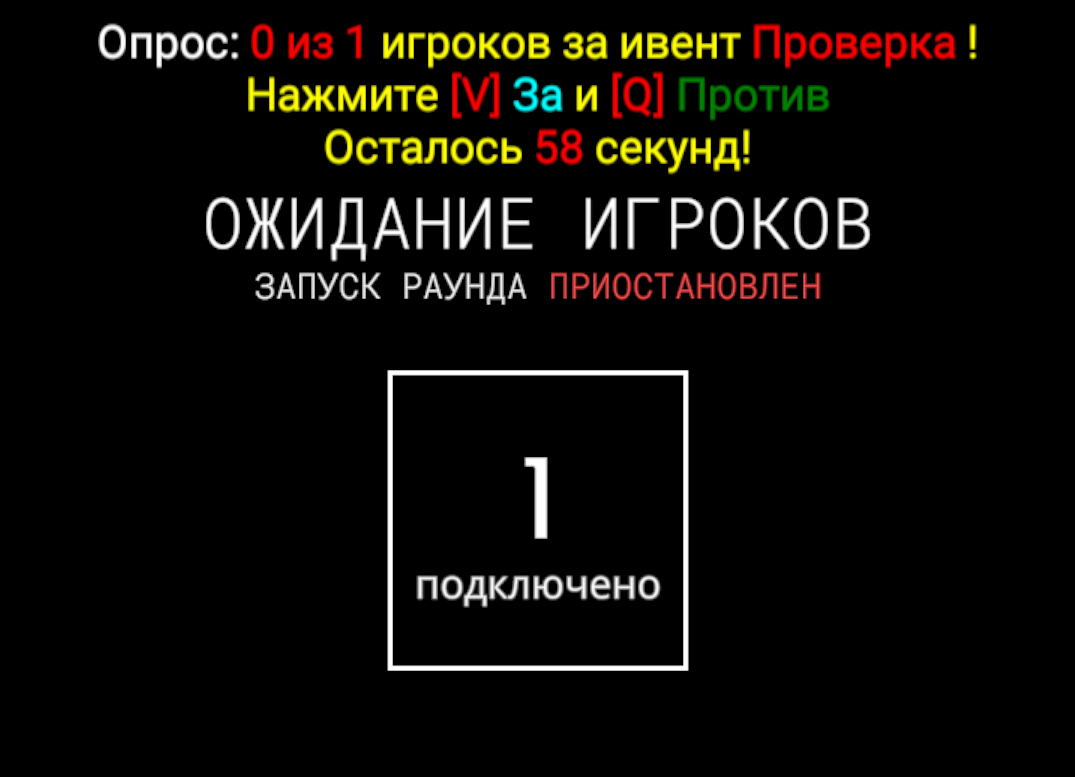 Опрос: 0 из 1 игроков за ивент Проверка !
Нажмите [V] За и [Q] Против
Осталось 58 секунд!
ОЖИДАНИЕ ИГРОКОВ
ЗАПУСК РАУНДА ПРИОСТАНОВЛЕН
1
подключено